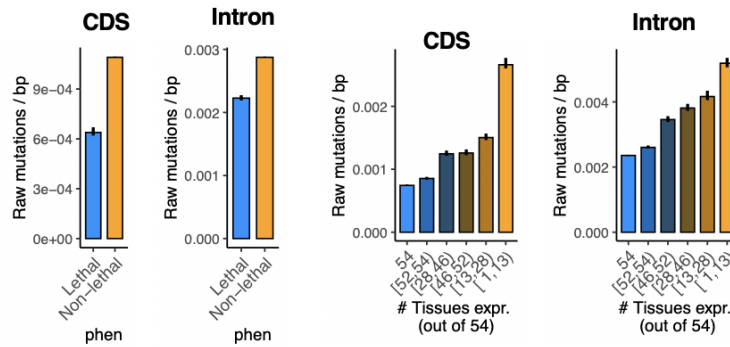 CDS
Raw mutations / bp
9e−04
6e−04
3e−04
0e+00
Lethal
Non−lethal
phen
Intron
Raw mutations / bp
0.003
0.002
0.001
0.000
Lethal
Non−lethal
phen
CDS
Raw mutations / bp
0.002
0.001
0.000
54
[52,54)
[28,46)
[46,52)
[13,28)
[ 1,13)
# Tissues expr.
(out of 54)
Intron
Raw mutations / bp
0.004
0.002
0.000
54
[52,54)
[46,52)
[28,46)
[13,28)
[ 1,13)
# Tissues expr.
(out of 54)